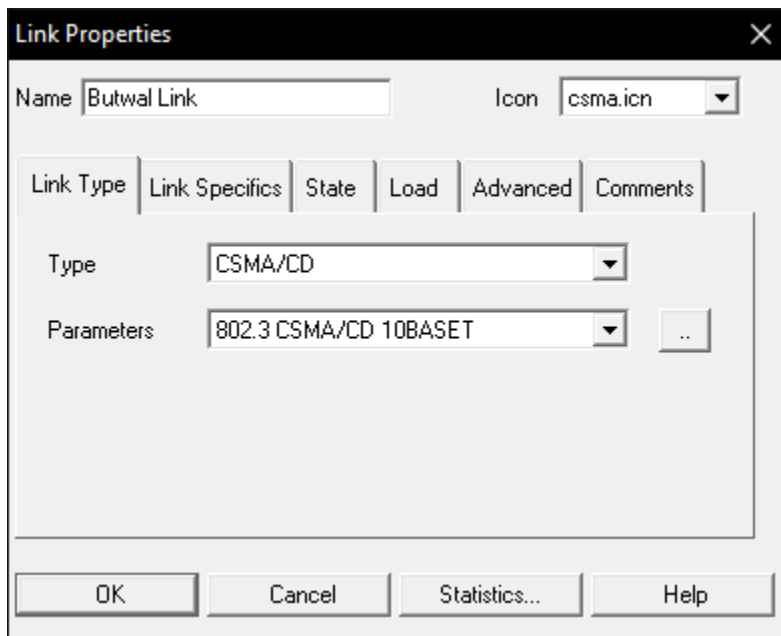 Link Properties
Name Butwal Link Icon csma.icn
Link Type Link Specifics State Load Advanced Comments
Type CSMA/CD
Parameters 802.3 CSMA/CD 10BASET ..
OK Cancel Statistics... Help